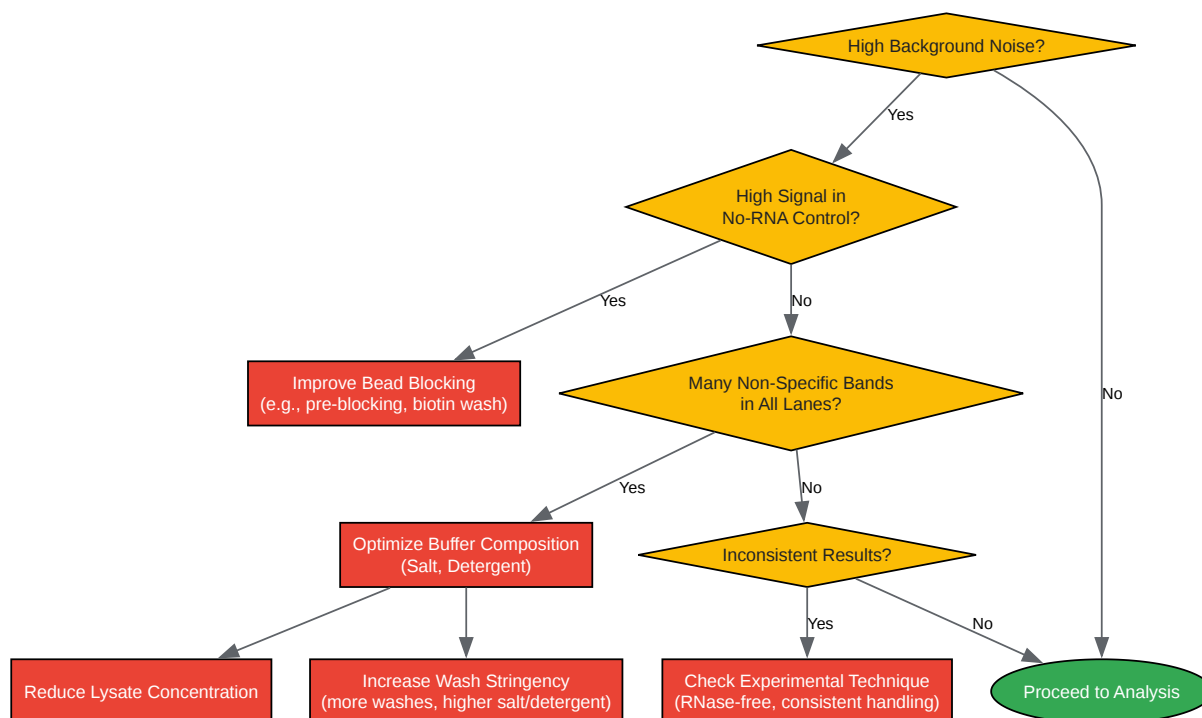 High Background Noise?
Yes
High Signal in
No-RNA Control?
Yes
No
Improve Bead Blocking
(e.g., pre-blocking, biotin wash)
Many Non-Specific Bands
in All Lanes?
No
Yes
No
Optimize Buffer Composition
(Salt, Detergent)
Inconsistent Results?
Yes
No
Reduce Lysate Concentration
Increase Wash Stringency
(more washes, higher salt/detergent)
Check Experimental Technique
(RNase-free, consistent handling)
Proceed to Analysis